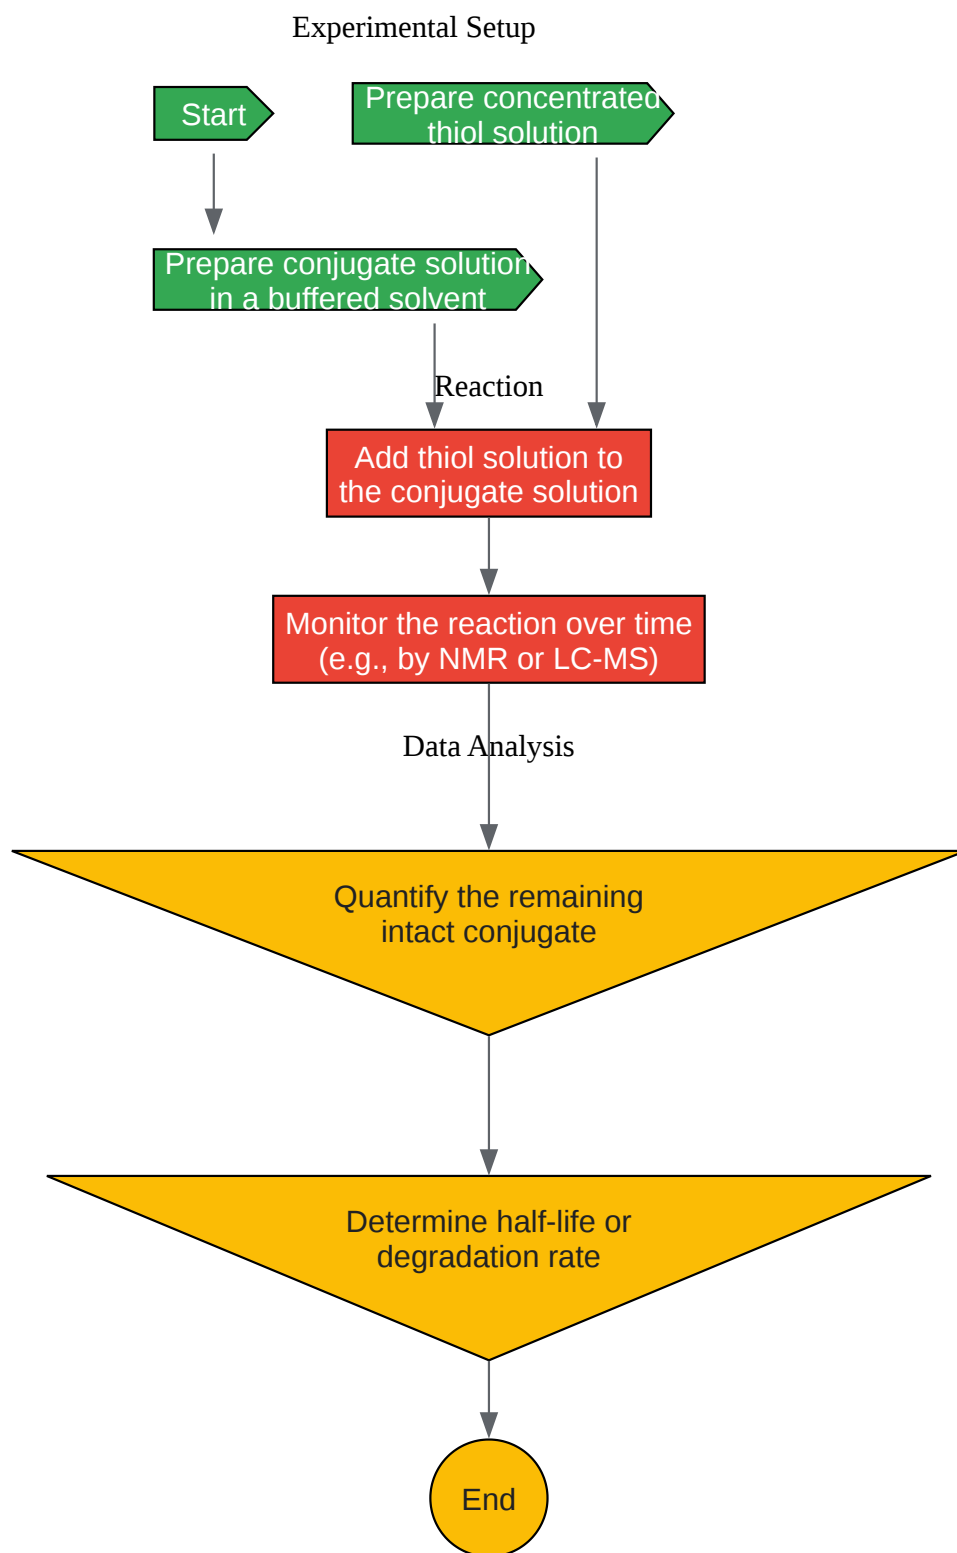 Experimental Setup
Start
Prepare concentrated
thiol solution
Prepare conjugate solution
in a buffered solvent
Reaction
Add thiol solution to
the conjugate solution
Monitor the reaction over time
(e.g., by NMR or LC-MS)
Data Analysis
Quantify the remaining
intact conjugate
Determine half-life or
degradation rate
End